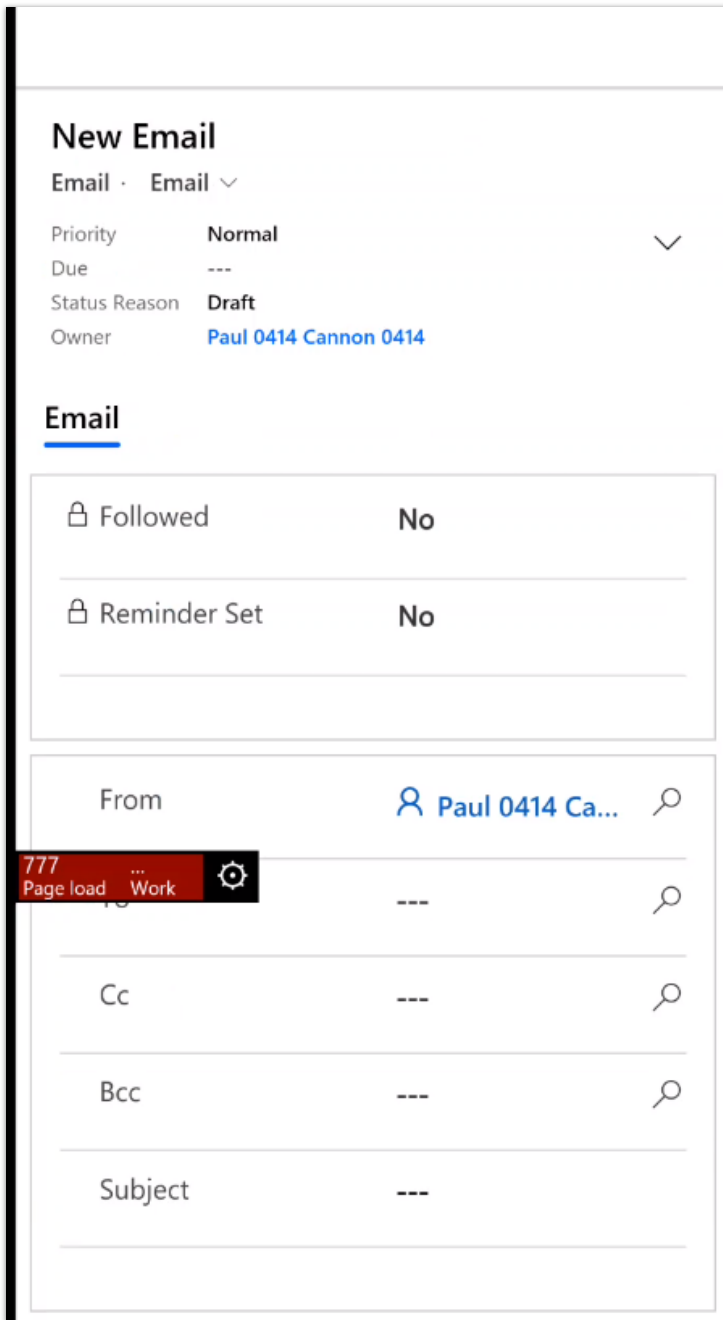 New Email
Email · Email
Priority Normal
Due ---
Status Reason Draft
Owner Paul 0414 Cannon 0414
Email
Followed No
Reminder Set No
From Paul 0414 Ca...
777 ...
Page load Work
---
Cc ---
Bcc ---
Subject ---